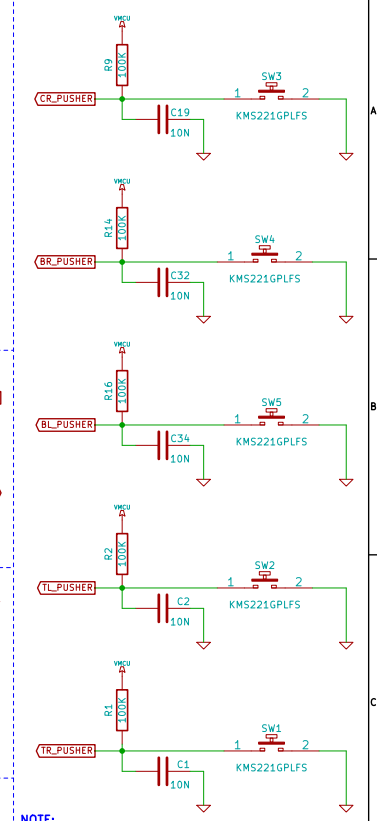 VMCU
R9
100K
SW3
CR_PUSHER
1
2
C19
KMS221GPLFS
10N
A
VMCU
R14
100K
SW4
BR_PUSHER
1
2
C32
KMS221GPLFS
10N
VMCU
R16
100K
SW5
B
BL_PUSHER
1
2
C34
KMS221GPLFS
10N
VMCU
R2
100K
SW2
TL_PUSHER
1
2
C2
KMS221GPLFS
10N
VMCU
R1
100K
C
SW1
TR_PUSHER
1
2
C1
KMS221GPLFS
10N
NOTE: